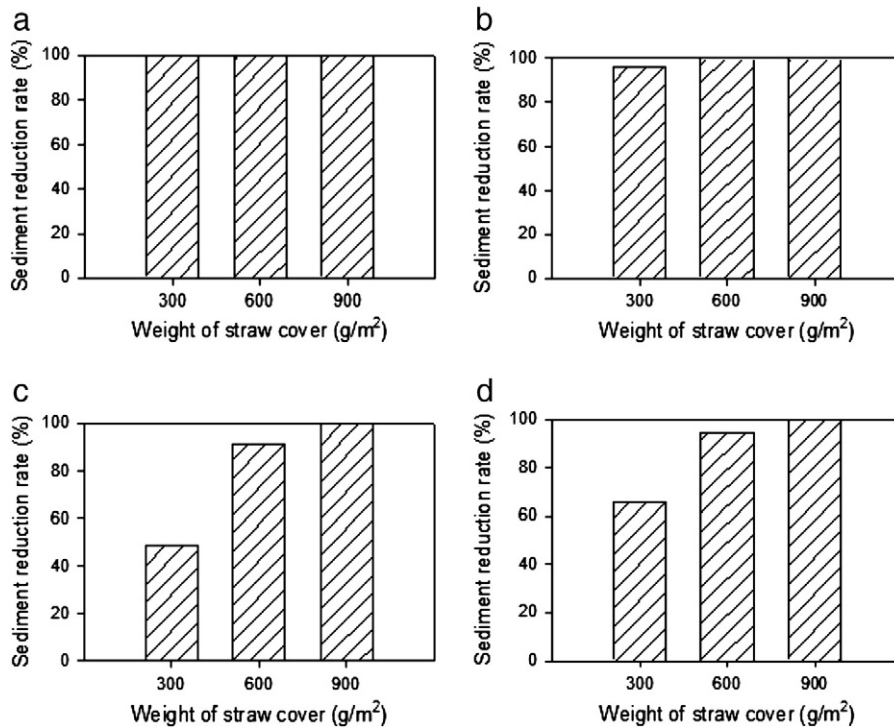 a
Sediment reduction rate (%)
100
80
60
40
20
0
300 600 900
Weight of straw cover (g/m²)
b
Sediment reduction rate (%)
100
80
60
40
20
0
300 600 900
Weight of straw cover (g/m²)
c
Sediment reduction rate (%)
100
80
60
40
20
0
300 600 900
Weight of straw cover (g/m²)
d
Sediment reduction rate (%)
100
80
60
40
20
0
300 600 900
Weight of straw cover (g/m²)